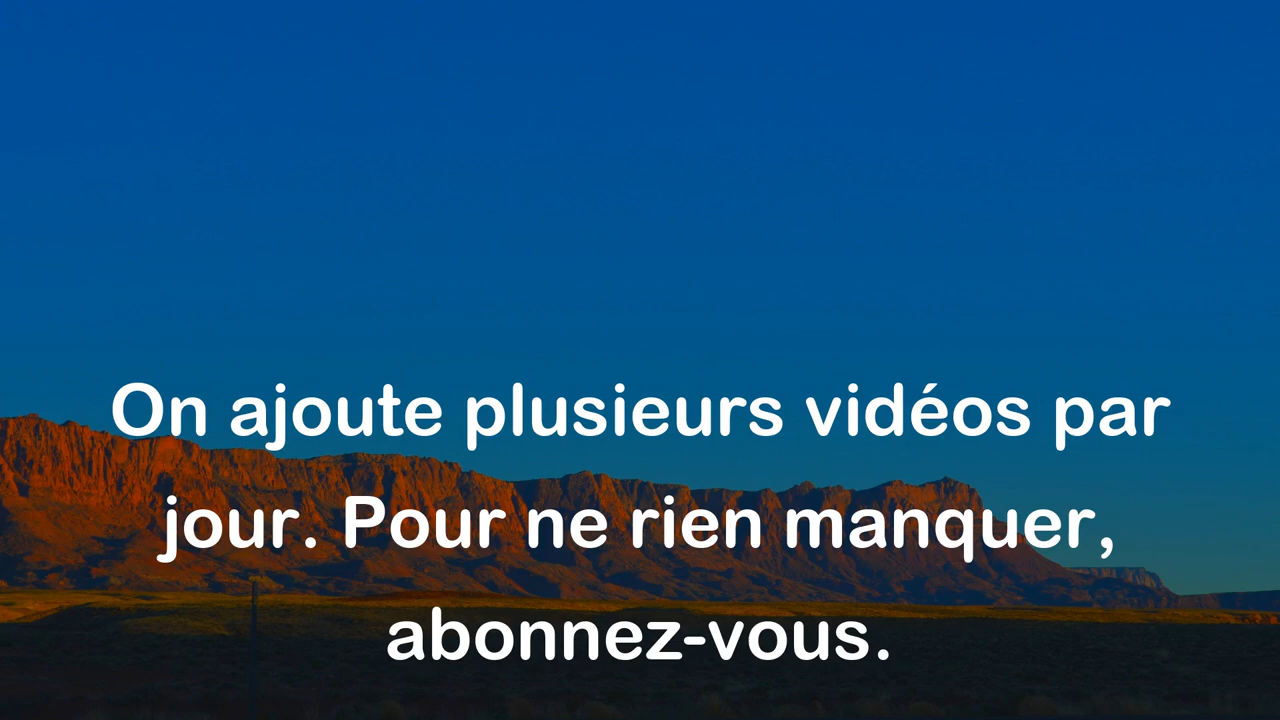 On ajoute plusieurs vidéos par
jour. Pour ne rien manquer,
abonnez-vous.